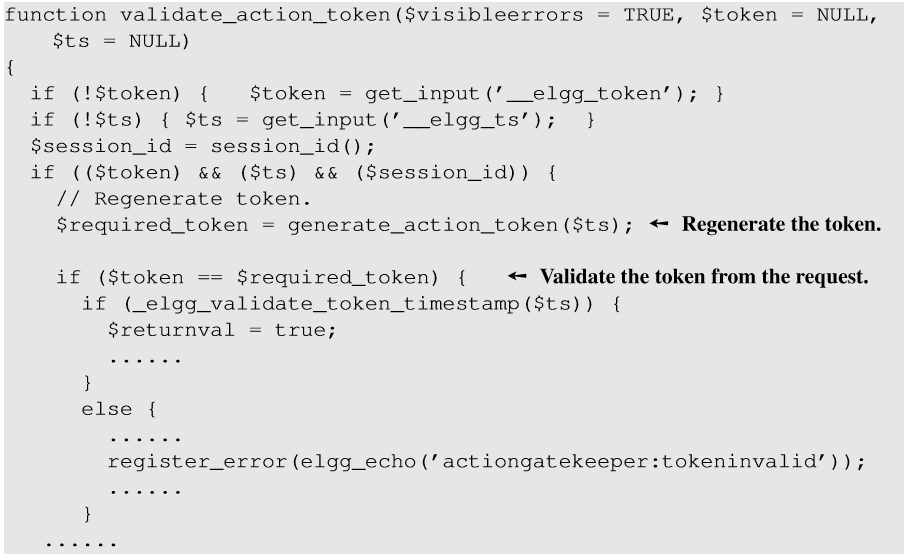 function validate_action_token($visibleerrors = TRUE, $token = NULL,
    $ts = NULL)
{
  if (!$token) {   $token = get_input('__elgg_token'); }
  if (!$ts) { $ts = get_input('__elgg_ts');  }
  $session_id = session_id();
  if (($token) && ($ts) && ($session_id)) {
    // Regenerate token.
    $required_token = generate_action_token($ts); ← Regenerate the token.
    if ($token == $required_token) {   ← Validate the token from the request.
      if (_elgg_validate_token_timestamp($ts)) {
        $returnval = true;
        ......
      }
      else {
        ......
        register_error(elgg_echo('actiongatekeeper:tokeninvalid'));
        ......
      }
   ......